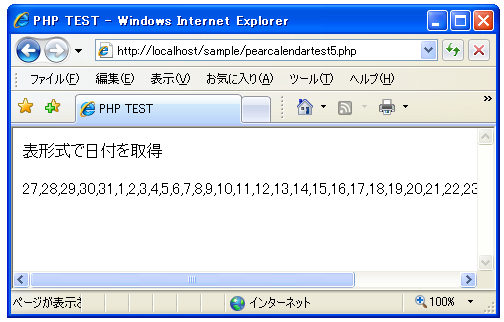 PHP TEST - Windows Internet Explorer
http://localhost/sample/pearcalendartest5.php
ファイル(F) 編集(E) 表示(V) お気に入り(A) ツール(T) ヘルプ(H)
PHP TEST
表形式で日付を取得
27,28,29,30,31,1,2,3,4,5,6,7,8,9,10,11,12,13,14,15,16,17,18,19,20,21,22,23
ページが表示さ インターネット 100%